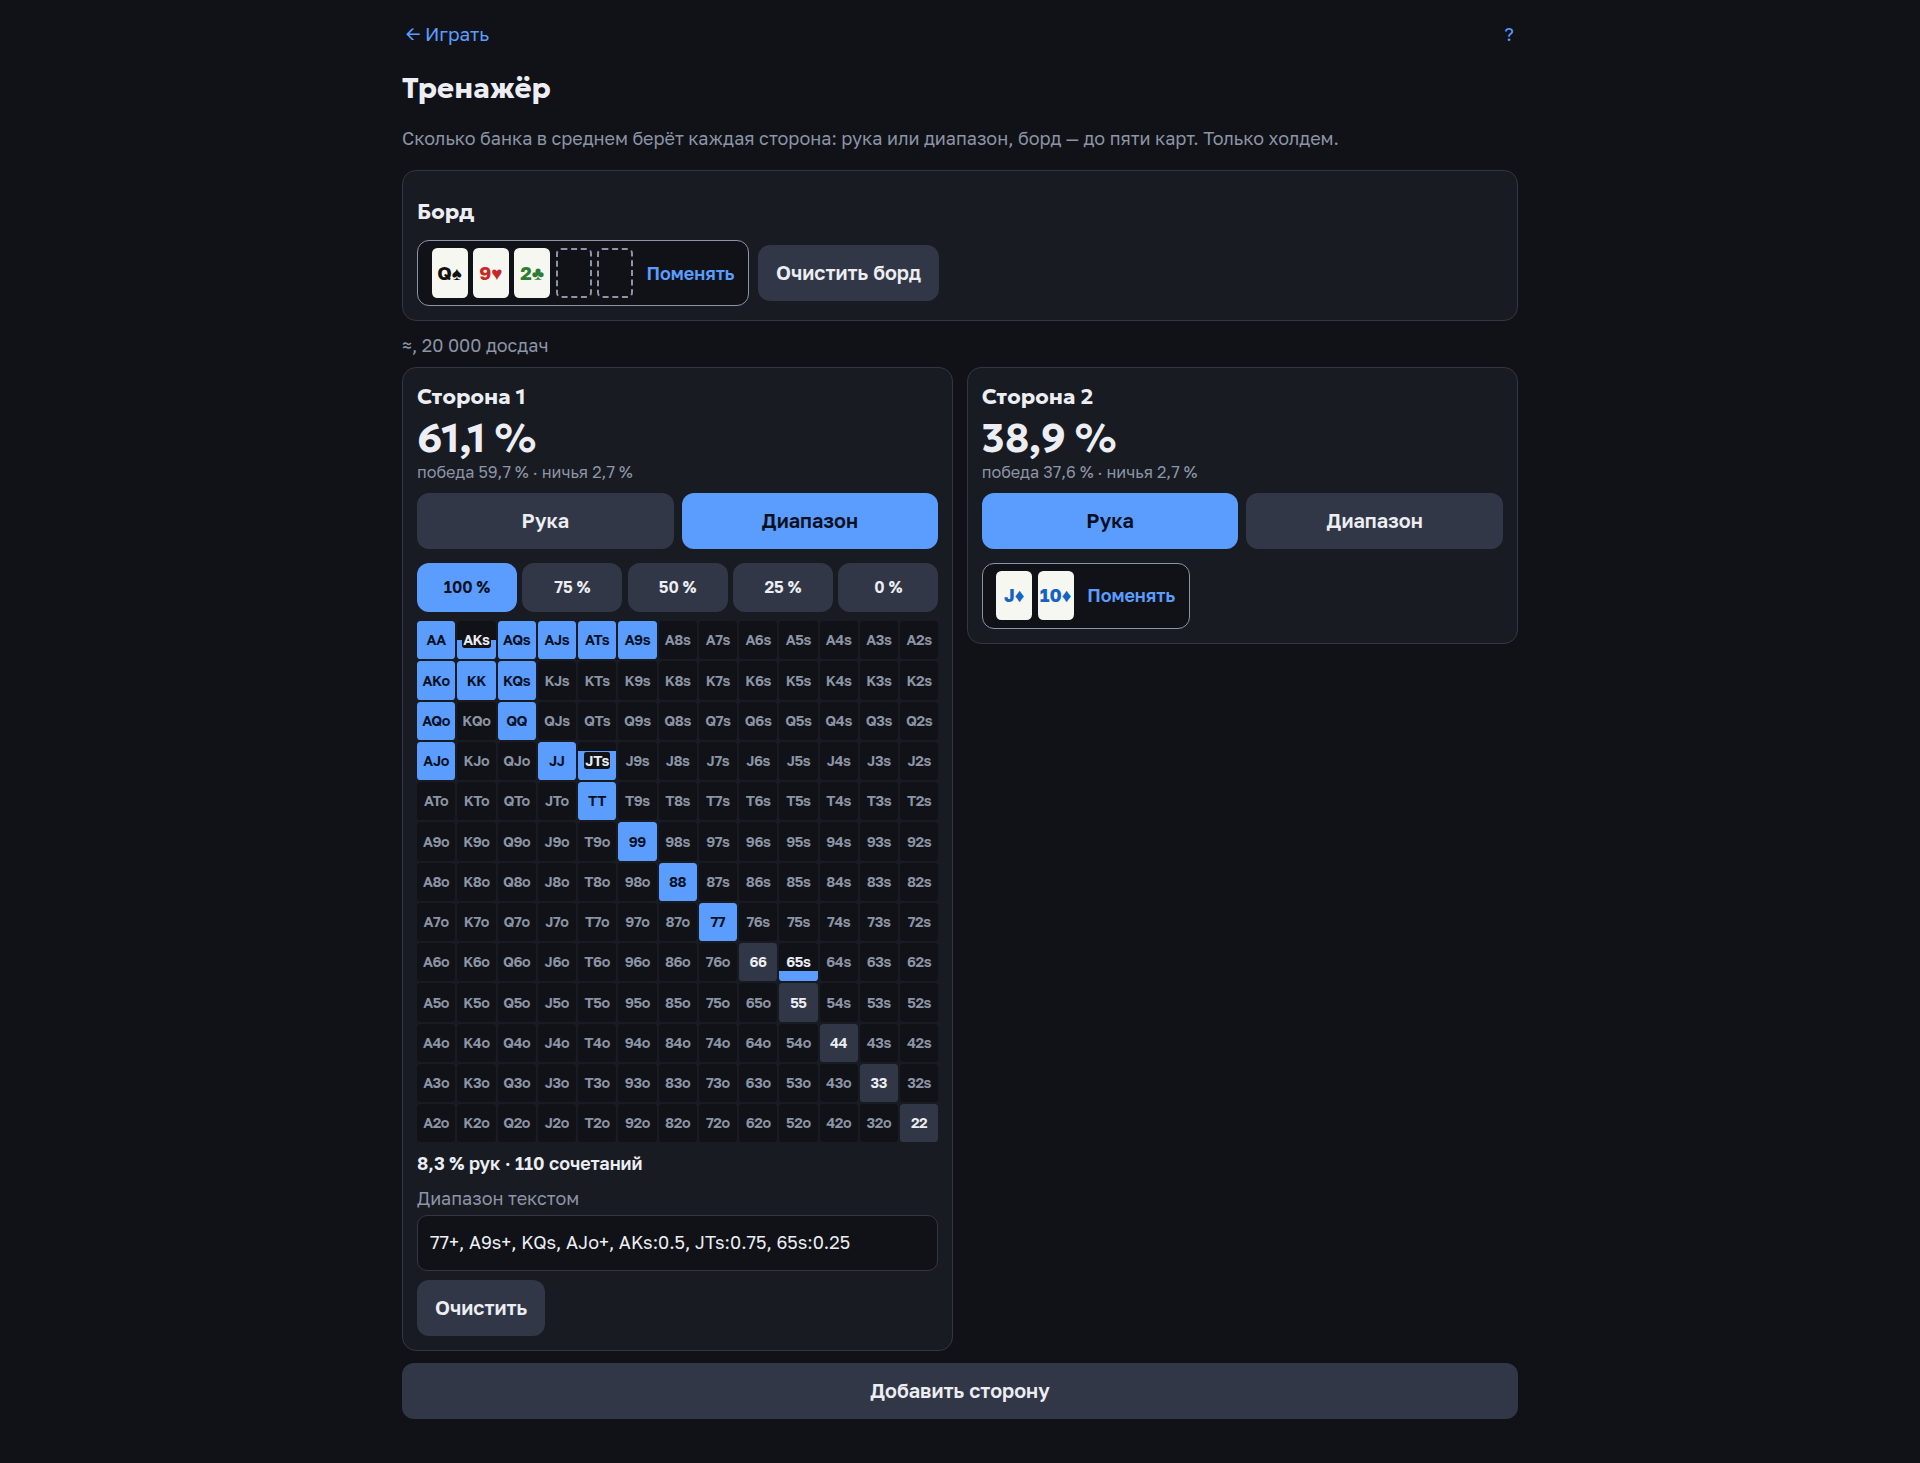 ← Играть
?
Тренажёр
Сколько банка в среднем берёт каждая сторона: рука или диапазон, борд — до пяти карт. Только холдем.
Борд
Q♠ 9♥ 2♣ Поменять Очистить борд
≈, 20 000 досдач
Сторона 1
61,1 %
победа 59,7 % · ничья 2,7 %
Рука Диапазон
100 % 75 % 50 % 25 % 0 %
AA AKs AQs AJs ATs A9s A8s A7s A6s A5s A4s A3s A2s
AKo KK KQs KJs KTs K9s K8s K7s K6s K5s K4s K3s K2s
AQo KQo QQ QJs QTs Q9s Q8s Q7s Q6s Q5s Q4s Q3s Q2s
AJo KJo QJo JJ JTs J9s J8s J7s J6s J5s J4s J3s J2s
ATo KTo QTo JTo TT T9s T8s T7s T6s T5s T4s T3s T2s
A9o K9o Q9o J9o T9o 99 98s 97s 96s 95s 94s 93s 92s
A8o K8o Q8o J8o T8o 98o 88 87s 86s 85s 84s 83s 82s
A7o K7o Q7o J7o T7o 97o 87o 77 76s 75s 74s 73s 72s
A6o K6o Q6o J6o T6o 96o 86o 76o 66 65s 64s 63s 62s
A5o K5o Q5o J5o T5o 95o 85o 75o 65o 55 54s 53s 52s
A4o K4o Q4o J4o T4o 94o 84o 74o 64o 54o 44 43s 42s
A3o K3o Q3o J3o T3o 93o 83o 73o 63o 53o 43o 33 32s
A2o K2o Q2o J2o T2o 92o 82o 72o 62o 52o 42o 32o 22
8,3 % рук · 110 сочетаний
Диапазон текстом
77+, A9s+, KQs, AJo+, AKs:0.5, JTs:0.75, 65s:0.25
Очистить
Сторона 2
38,9 %
победа 37,6 % · ничья 2,7 %
Рука Диапазон
J♦ 10♦ Поменять
Добавить сторону